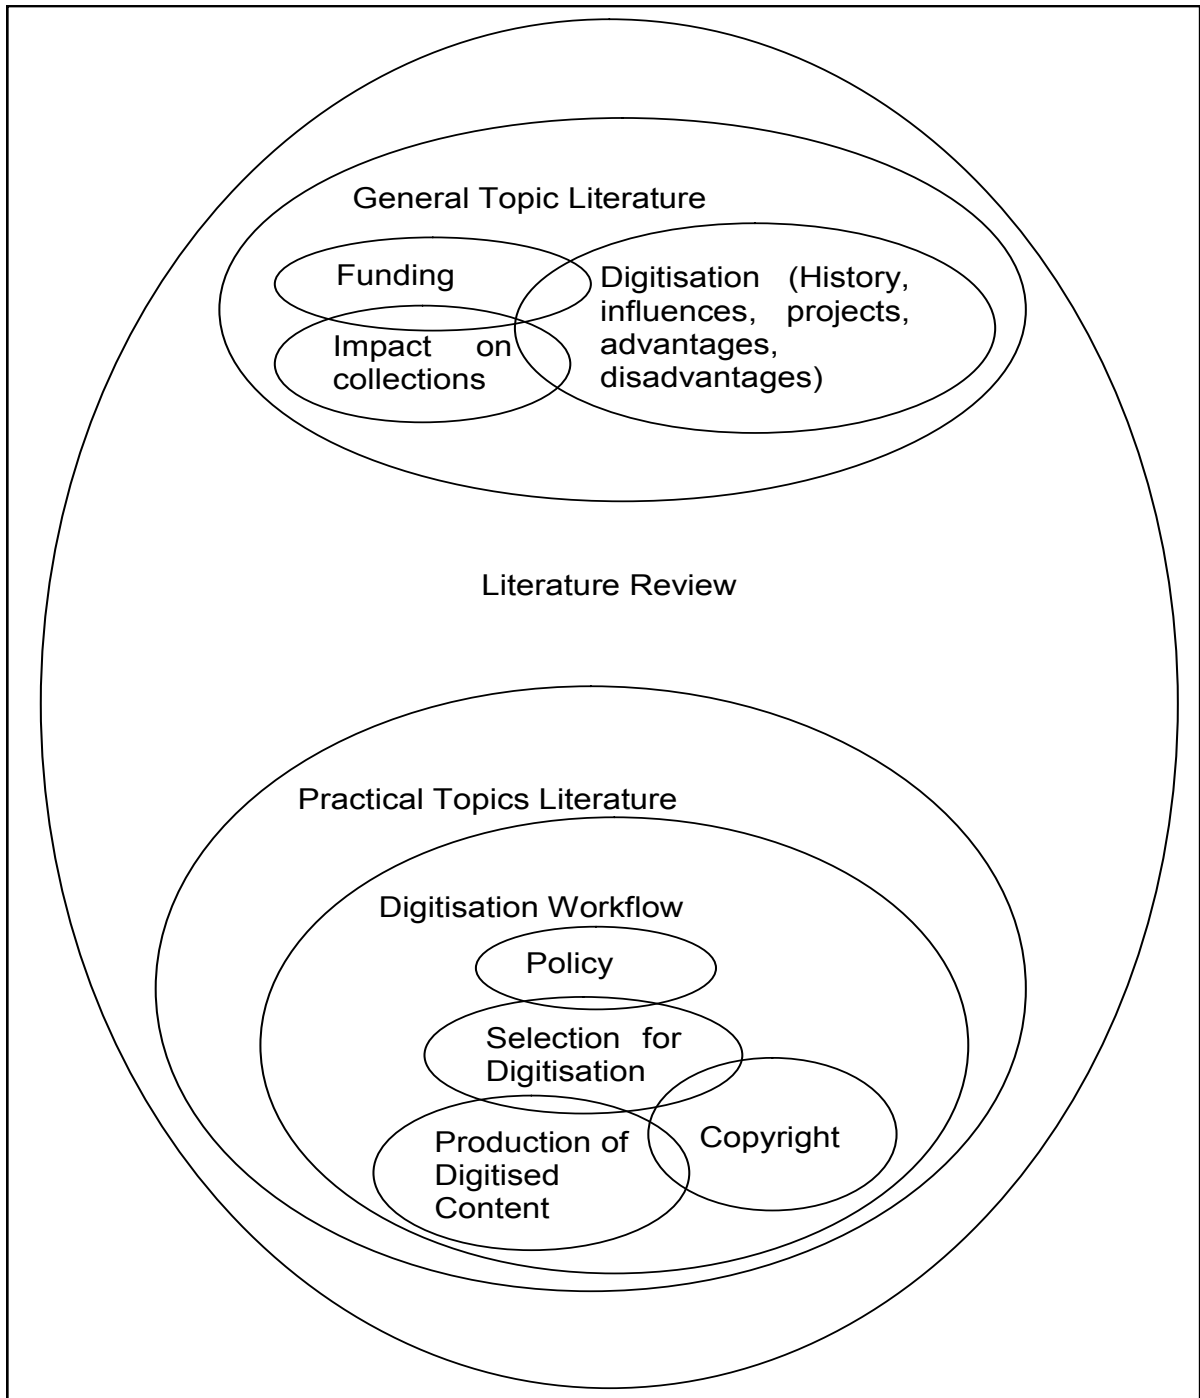 General Topic Literature
Funding
Impact on
collections
Digitisation (History,
influences, projects,
advantages,
disadvantages)
Literature Review
Practical Topics Literature
Digitisation Workflow
Policy
Selection for
Digitisation
Production of
Digitised
Content
Copyright